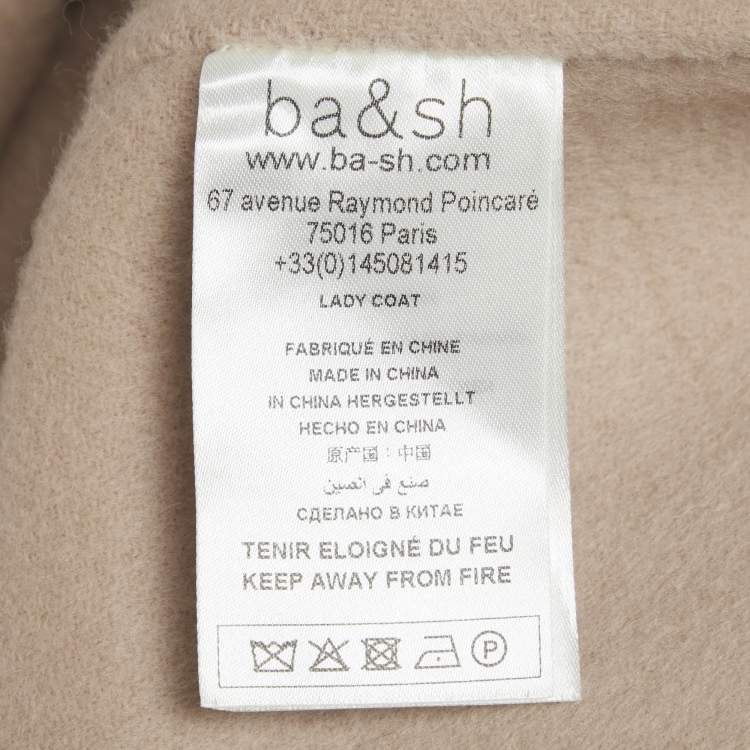 ba&sh
www.ba-sh.com
67 avenue Raymond Poincaré
75016 Paris
+33(0)145081415
LADY COAT
FABRIQUÉ EN CHINE
MADE IN CHINA
IN CHINA HERGESTELLT
HECHO EN CHINA
原产国：中国
صنع في الصين
СДЕЛАНО В КИТАЕ
TENIR ELOIGNÉ DU FEU
KEEP AWAY FROM FIRE
P